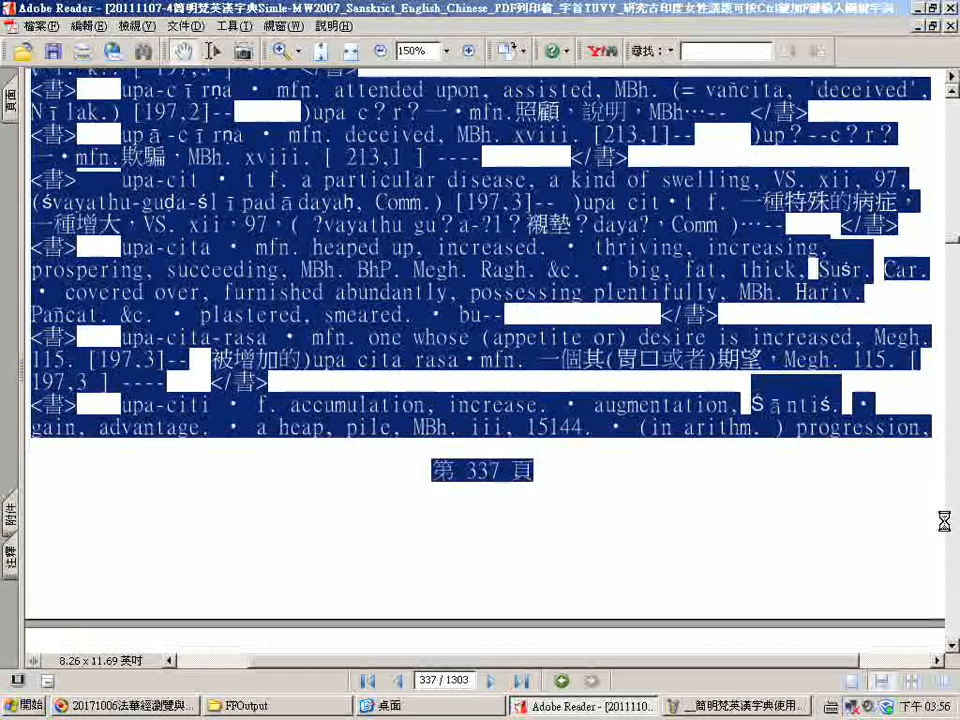 Adobe Reader - [20111107-4簡明梵英漢字典Simle-MW2007_Sanskrict_English_Chinese_PDF列印檔_字首TUVY_研究古印度女性議題可按Ctrl鍵加F鍵輸入關鍵字詞
檔案(F) 編輯(E) 檢視(V) 文件(D) 工具(T) 視窗(W) 說明(H)
150% Y! 尋找:
頁面
<書> upa-cīrṇa • mfn. attended upon, assisted, MBh. (= vañcita, 'deceived',
Nīlak.) [197,2]-- )upa c?r?一•mfn.照顧，說明，MBh…-- </書>
<書> upā-cīrṇa • mfn. deceived, MBh. xviii. [213,1]-- )up?--c?r?
一•mfn.欺騙，MBh. xviii. [ 213,1 ] ---- </書>
<書> upa-cit • t f. a particular disease, a kind of swelling, VS. xii, 97,
(śvayathu-guḍa-ślīpadādayaḥ, Comm.) [197,3]-- )upa cit•t f. 一種特殊的病症，
一種增大，VS. xii，97，( ?vayathu gu?a-?l?襯墊?daya?，Comm )…-- </書>
<書> upa-cita • mfn. heaped up, increased. • thriving, increasing,
prospering, succeeding, MBh. BhP. Megh. Ragh. &c. • big, fat, thick, Suśr. Car.
• covered over, furnished abundantly, possessing plentifully, MBh. Hariv.
Pañcat. &c. • plastered, smeared. • bu-- </書>
<書> upa-cita-rasa • mfn. one whose (appetite or) desire is increased, Megh.
115. [197,3]-- 被增加的)upa cita rasa•mfn. 一個其(胃口或者)期望，Megh. 115. [
197,3 ] ---- </書>
<書> upa-citi • f. accumulation, increase. • augmentation, Śāntiś. •
gain, advantage. • a heap, pile, MBh. iii, 15144. • (in arithm. ) progression,
第 337 頁
附件
注釋
8.26 x 11.69 英吋
337 / 1303
開始 20171006法華經瀏覽與... FFOutput 桌面 Adobe Reader - [2011110... __簡明梵英漢字典使用... 下午 03:56